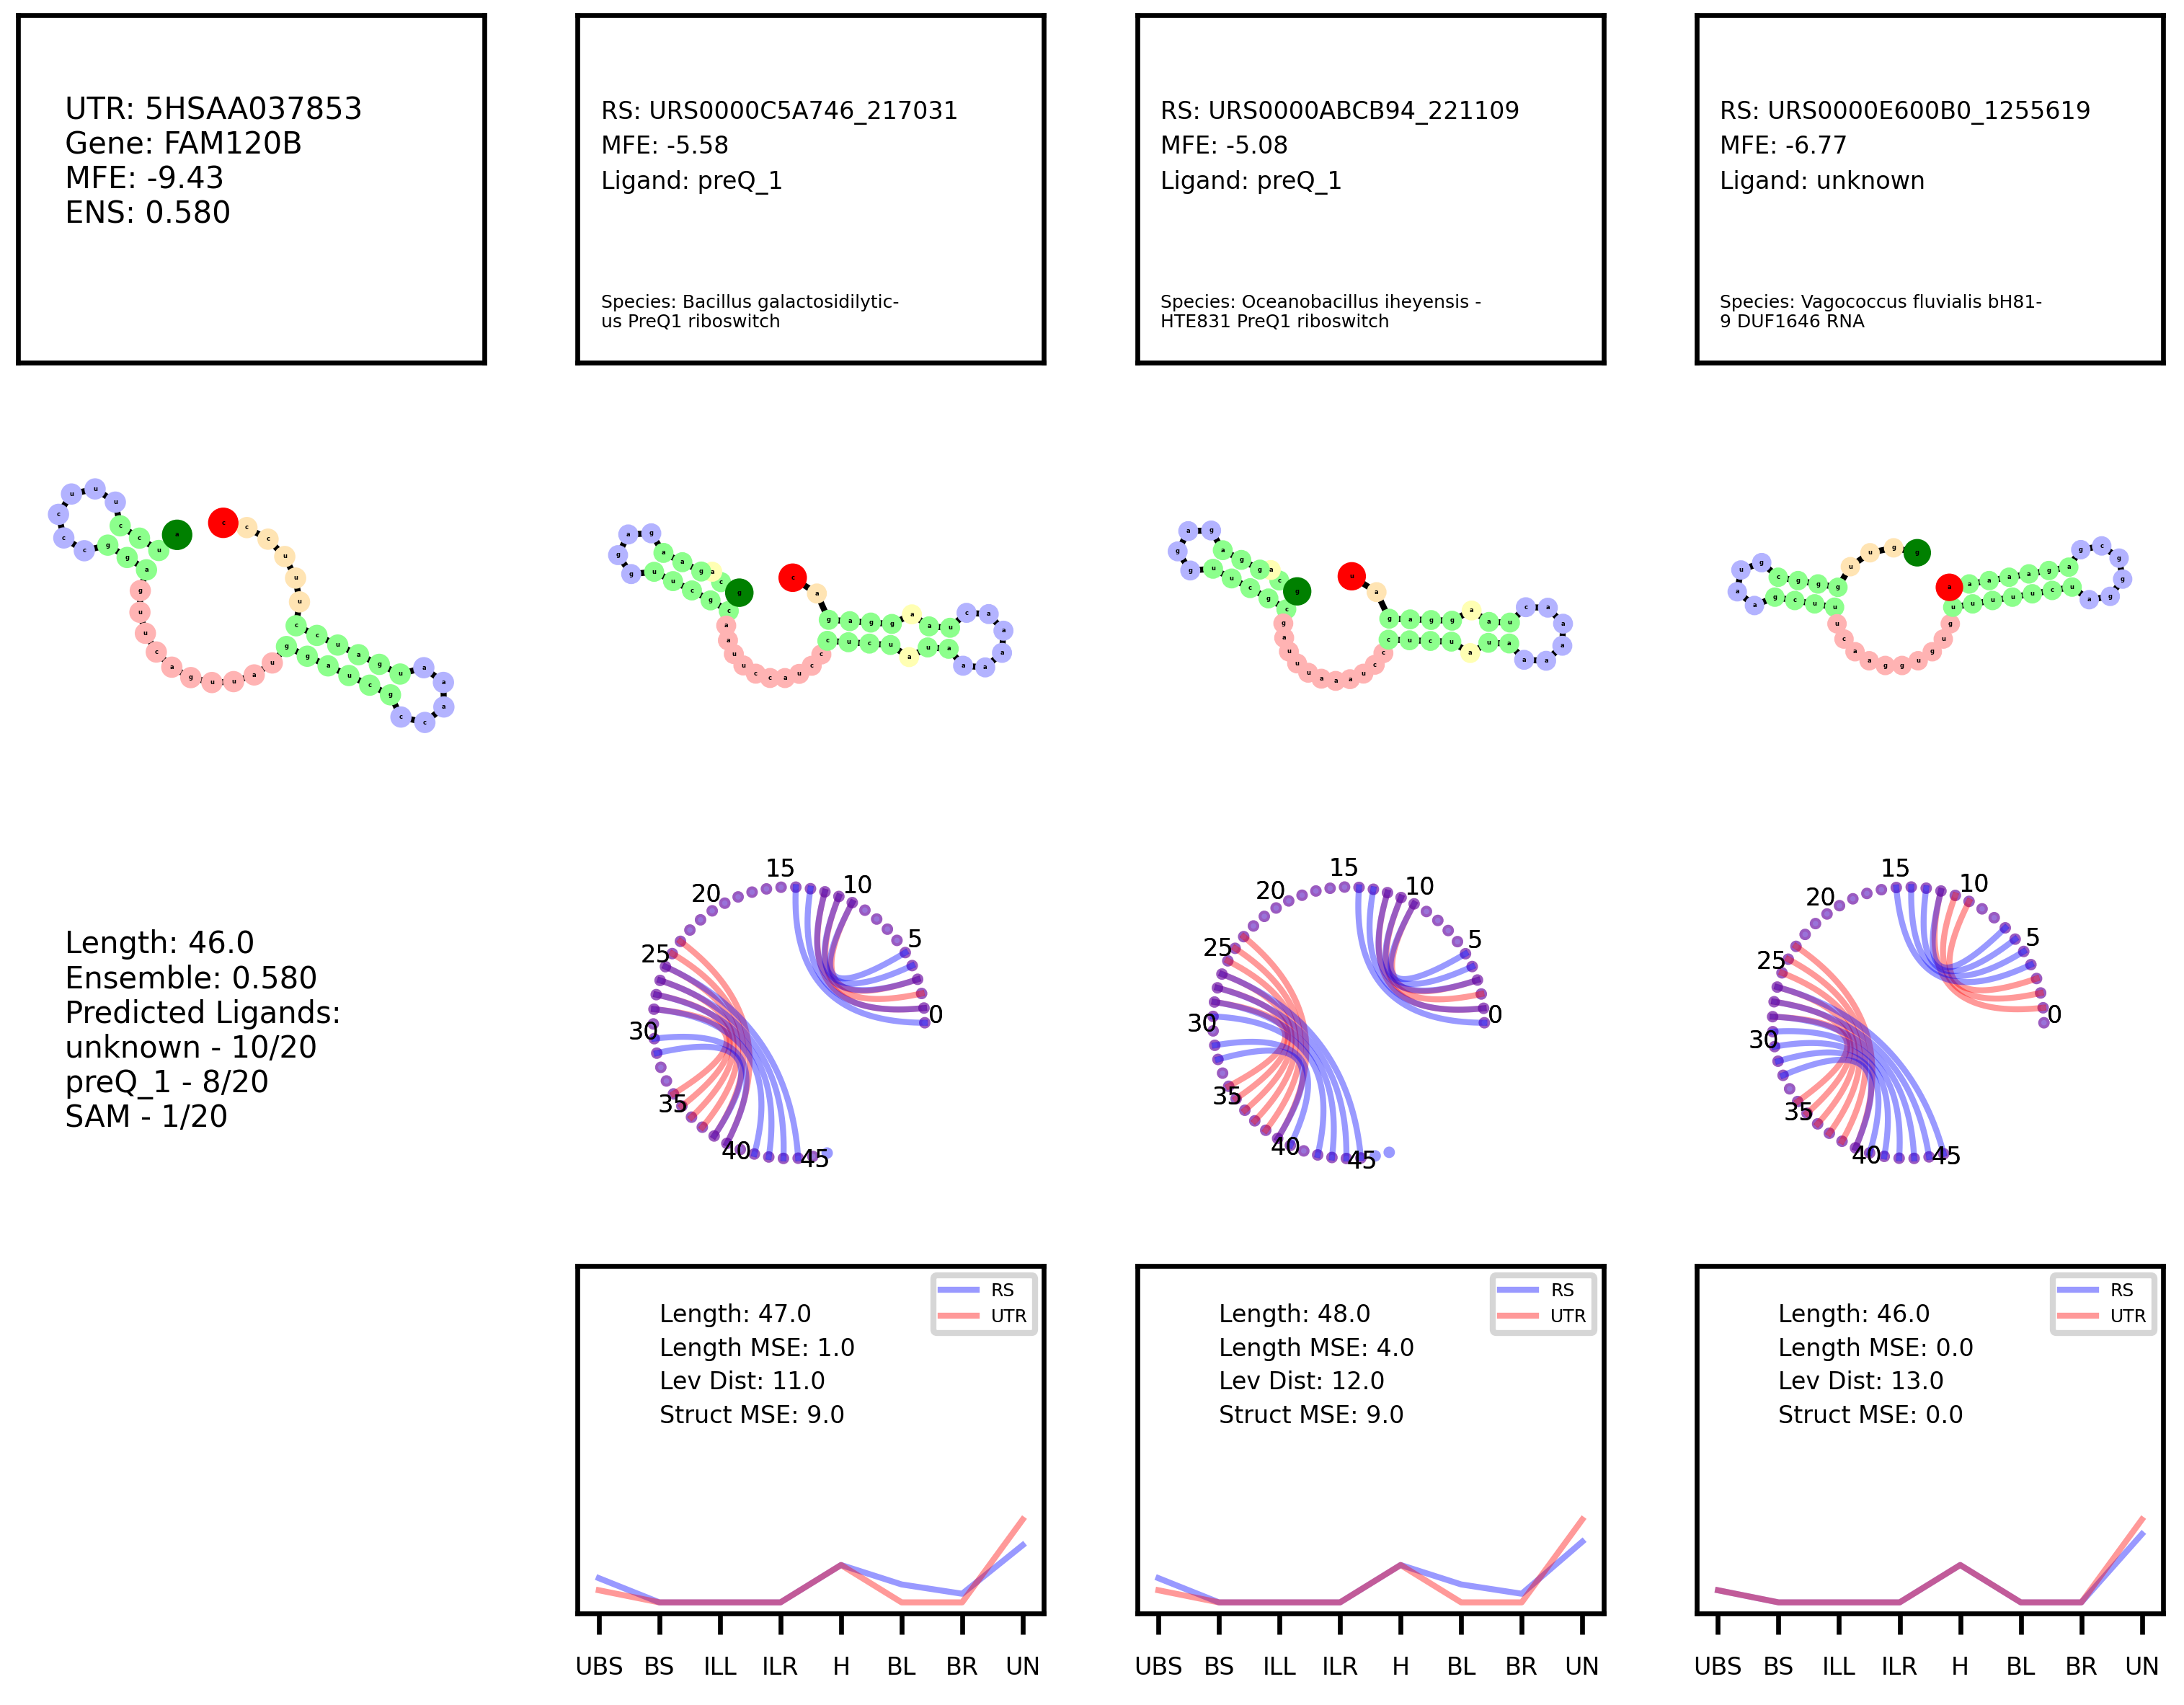 UTR: 5HSAA037853
Gene: FAM120B
MFE: -9.43
ENS: 0.580
RS: URS0000C5A746_217031
MFE: -5.58
Ligand: preQ_1
Species: Bacillus galactosidilytic-
us PreQ1 riboswitch
RS: URS0000ABCB94_221109
MFE: -5.08
Ligand: preQ_1
Species: Oceanobacillus iheyensis -
HTE831 PreQ1 riboswitch
RS: URS0000E600B0_1255619
MFE: -6.77
Ligand: unknown
Species: Vagococcus fluvialis bH81-
9 DUF1646 RNA
Length: 46.0
Ensemble: 0.580
Predicted Ligands:
unknown - 10/20
preQ_1 - 8/20
SAM - 1/20
0
5
10
15
20
25
30
35
40
45
0
5
10
15
20
25
30
35
40
45
0
5
10
15
20
25
30
35
40
45
Length: 47.0
Length MSE: 1.0
Lev Dist: 11.0
Struct MSE: 9.0
RS
UTR
UBS BS ILL ILR H BL BR UN
Length: 48.0
Length MSE: 4.0
Lev Dist: 12.0
Struct MSE: 9.0
RS
UTR
UBS BS ILL ILR H BL BR UN
Length: 46.0
Length MSE: 0.0
Lev Dist: 13.0
Struct MSE: 0.0
RS
UTR
UBS BS ILL ILR H BL BR UN